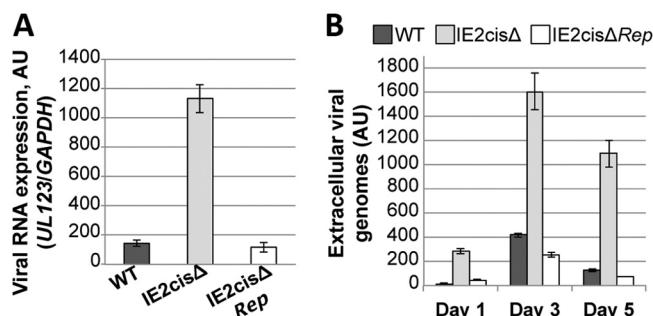 A
Viral RNA expression, AU
(UL123/GAPDH)
1400
1200
1000
800
600
400
200
0
WT
IE2cisΔ
IE2cisΔ
Rep
B
WT IE2cisΔ IE2cisΔRep
Extracellular viral
genomes (AU)
1800
1600
1400
1200
1000
800
600
400
200
0
Day 1 Day 3 Day 5